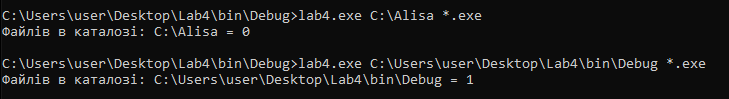 C:\Users\user\Desktop\Lab4\bin\Debug>lab4.exe C:\Alisa *.exe
Файлів в каталозі: C:\Alisa = 0
C:\Users\user\Desktop\Lab4\bin\Debug>lab4.exe C:\Users\user\Desktop\Lab4\bin\Debug *.exe
Файлів в каталозі: C:\Users\user\Desktop\Lab4\bin\Debug = 1